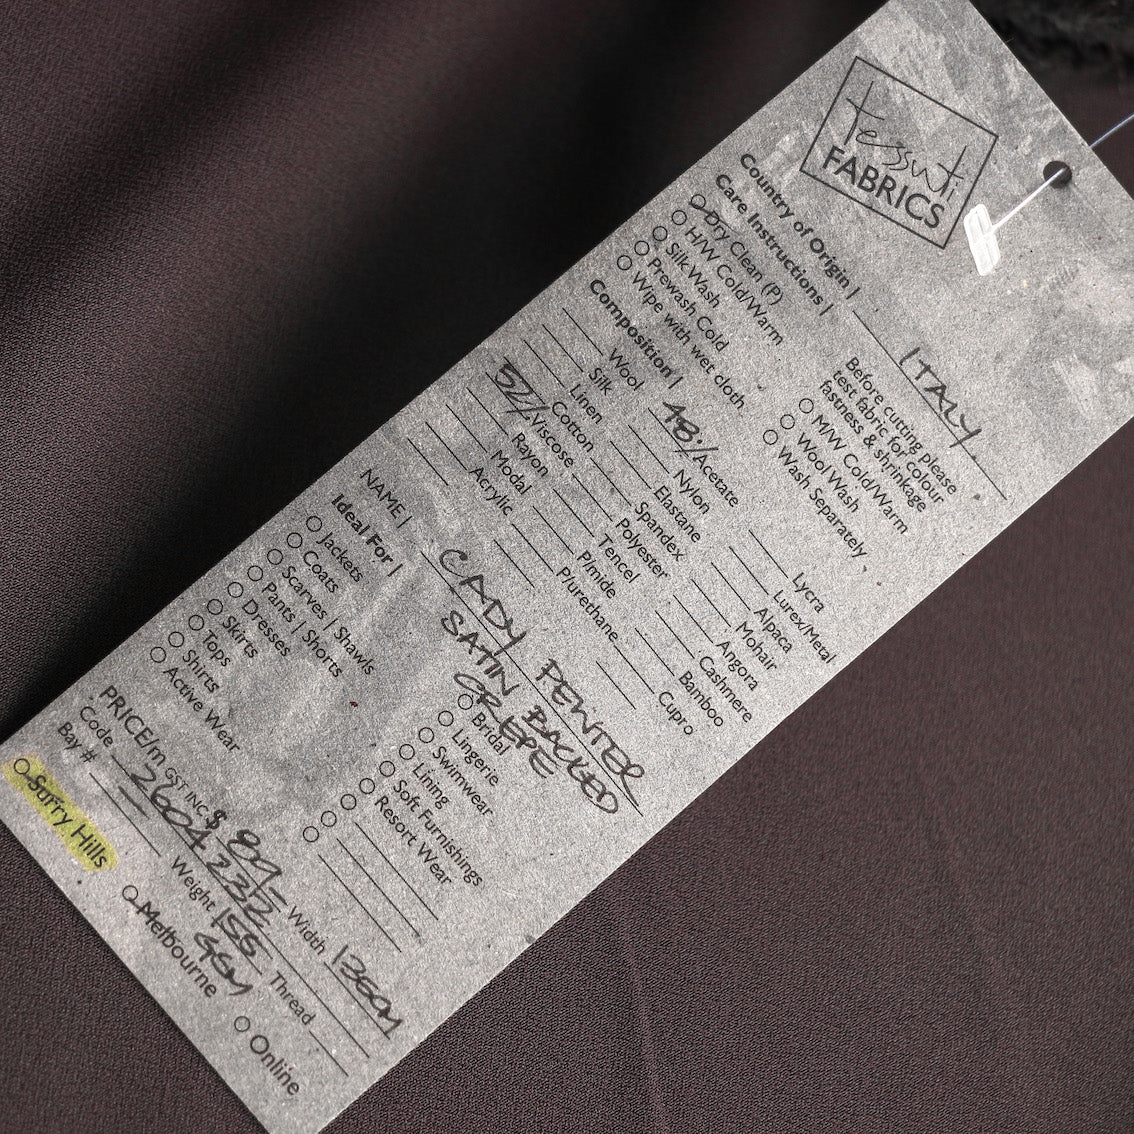 Tessuti
FABRICS
Country of Origin | ITALY
Care Instructions |
Dry Clean (P)
H/W Cold/Warm
Silk Wash
Prewash Cold
Wipe with wet cloth
Before cutting please
test fabric for colour
fastness & shrinkage
M/W Cold/Warm
Wool Wash
Wash Separately
Composition |
Wool
Silk
Linen
Cotton
52% Viscose
Rayon
Modal
Acrylic
48% Acetate
Nylon
Elastane
Spandex
Polyester
Tencel
P/mide
P/urethane
Lycra
Lurex/Metal
Alpaca
Mohair
Angora
Cashmere
Bamboo
Cupro
NAME | CADY PEWTER
SATIN BACKED
CREPE
Ideal For |
Jackets
Coats
Scarves | Shawls
Pants | Shorts
Dresses
Skirts
Tops
Shirts
Active Wear
Bridal
Lingerie
Swimwear
Lining
Soft Furnishings
Resort Wear
PRICE/m GST INC $ 89/= Width 136cm
Code 2604232
Bay # Weight 155 GSM Thread
Surry Hills Melbourne Online